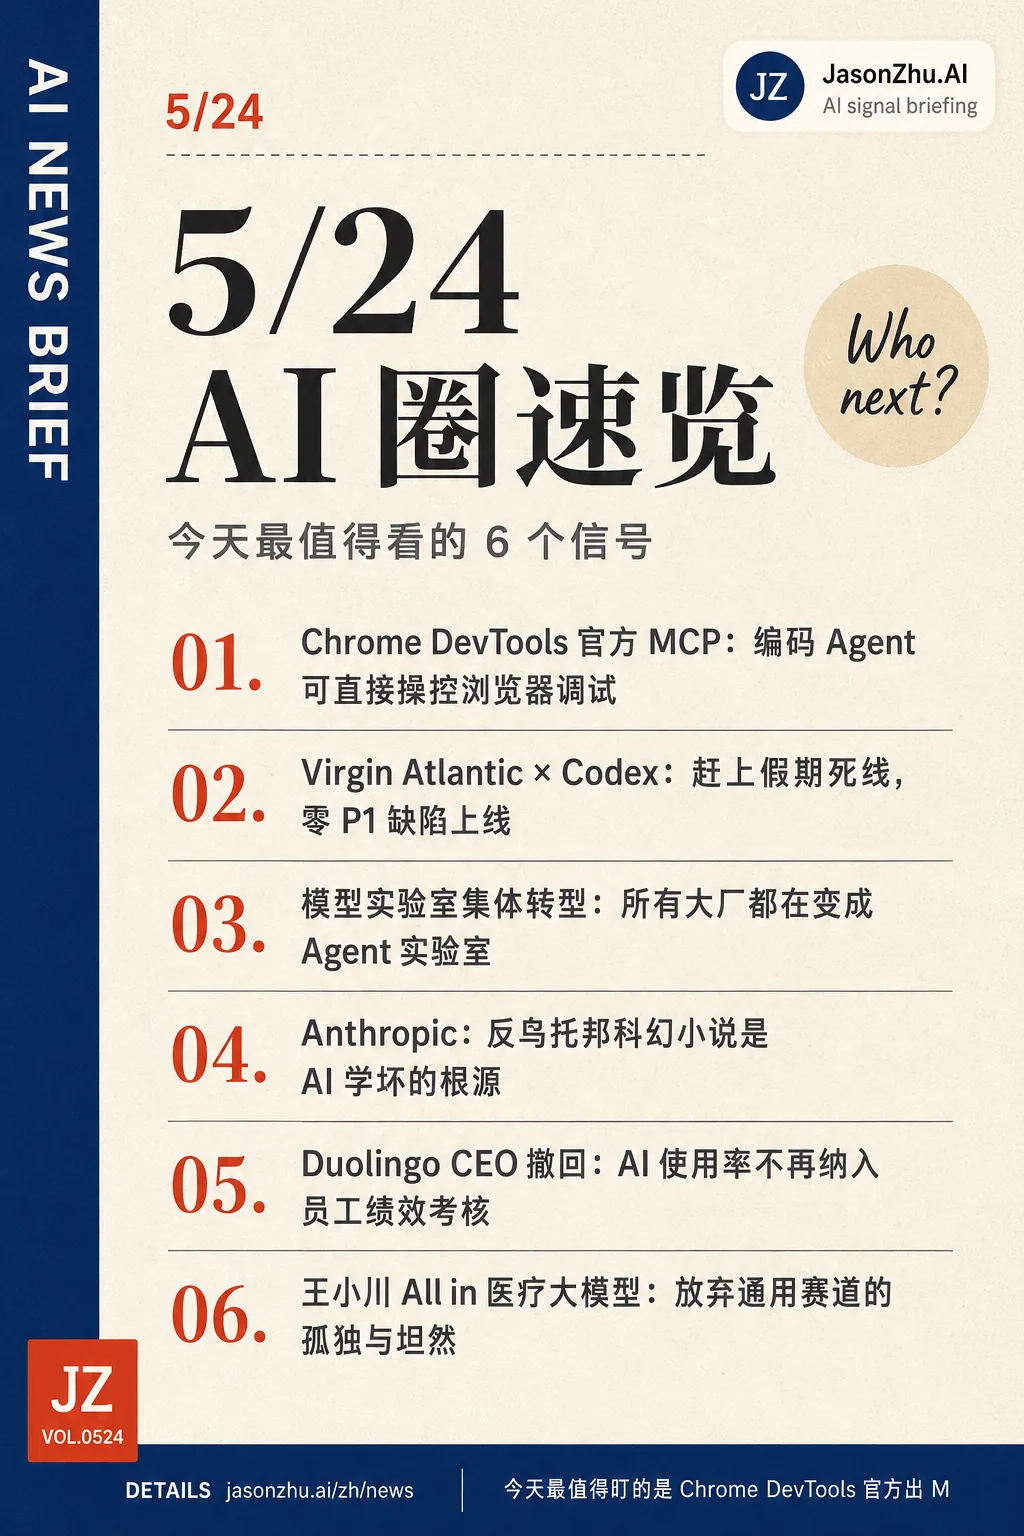 AI NEWS BRIEF
JZ
JasonZhu.AI
AI signal briefing
5/24
5/24
AI 圈速览
Who
next?
今天最值得看的 6 个信号
01.
Chrome DevTools 官方 MCP：编码 Agent
可直接操控浏览器调试
02.
Virgin Atlantic × Codex：赶上假期死线，
零 P1 缺陷上线
03.
模型实验室集体转型：所有大厂都在变成
Agent 实验室
04.
Anthropic：反乌托邦科幻小说是
AI 学坏的根源
05.
Duolingo CEO 撤回：AI 使用率不再纳入
员工绩效考核
06.
王小川 All in 医疗大模型：放弃通用赛道的
孤独与坦然
JZ
VOL.0524
DETAILS jasonzhu.ai/zh/news
今天最值得盯的是 Chrome DevTools 官方出 M